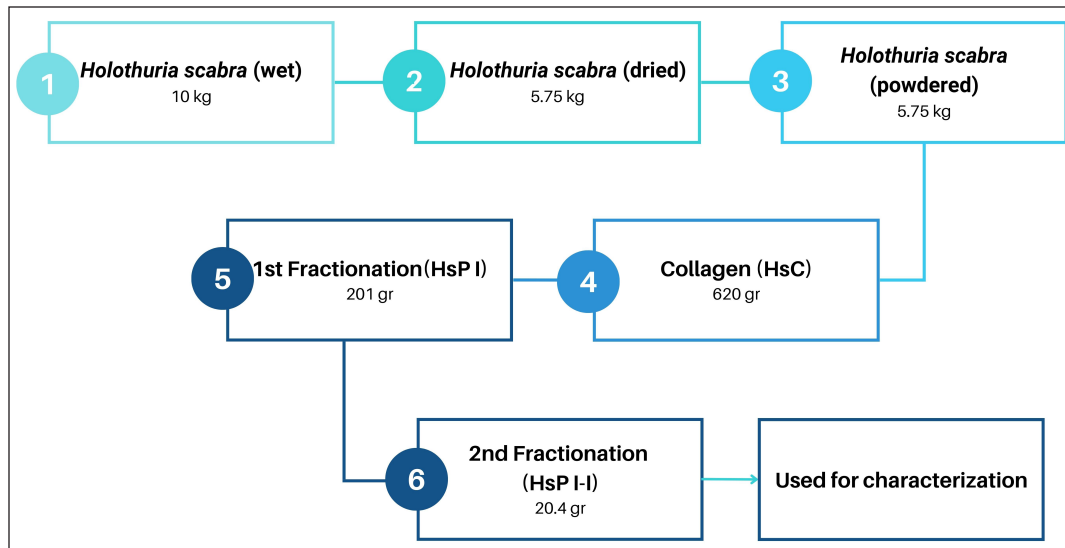 1
Holothuria scabra (wet)
10 kg
2
Holothuria scabra (dried)
5.75 kg
3
Holothuria scabra
(powdered)
5.75 kg
4
Collagen (HsC)
620 gr
5
1st Fractionation(HsP I)
201 gr
6
2nd Fractionation
(HsP I-I)
20.4 gr
Used for characterization